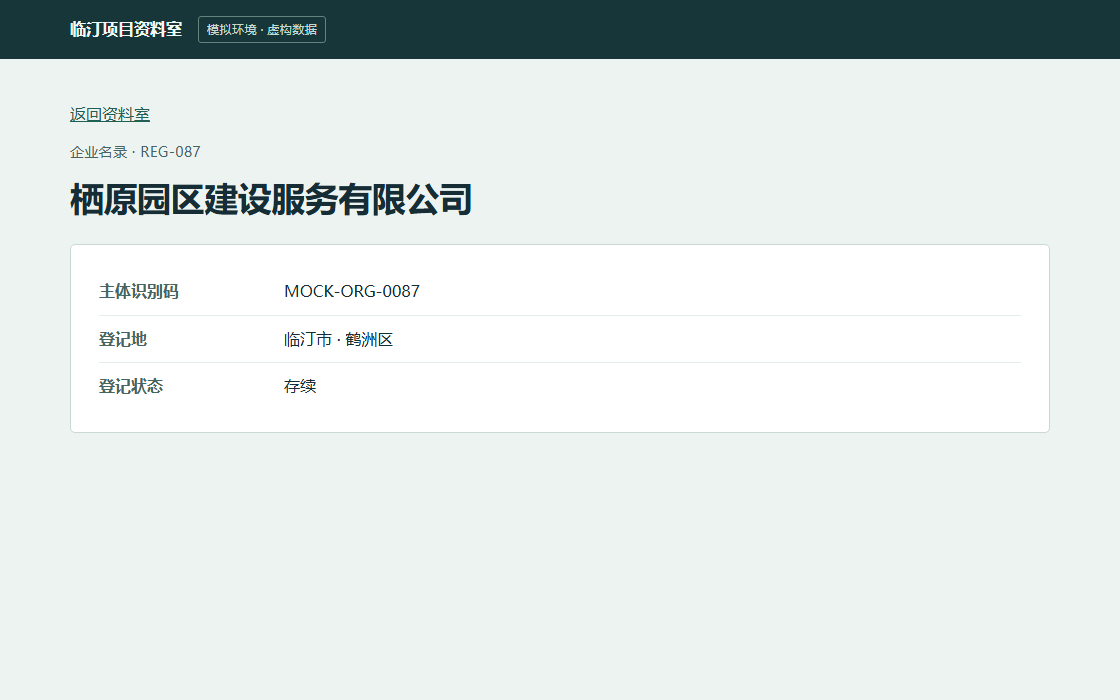 临汀项目资料室 模拟环境 · 虚构数据
返回资料室
企业名录 · REG-087
栖原园区建设服务有限公司
主体识别码 MOCK-ORG-0087
登记地 临汀市 · 鹤洲区
登记状态 存续